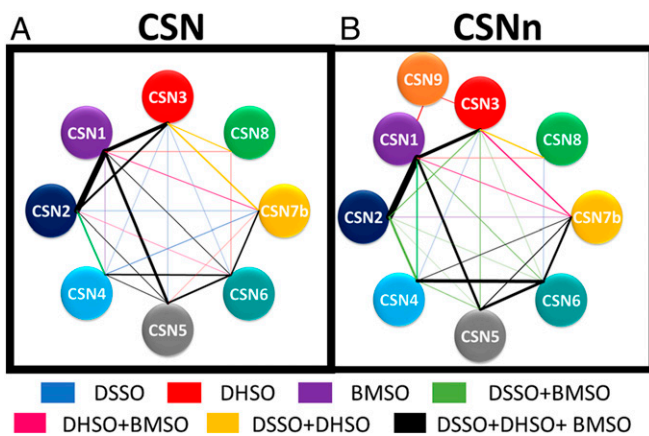 A CSN
CSN3
CSN1
CSN8
CSN2
CSN7b
CSN4
CSN6
CSN5
B CSNn
CSN9
CSN3
CSN1
CSN8
CSN2
CSN7b
CSN4
CSN6
CSN5
DSSO DHSO BMSO DSSO+BMSO
DHSO+BMSO DSSO+DHSO DSSO+DHSO+ BMSO